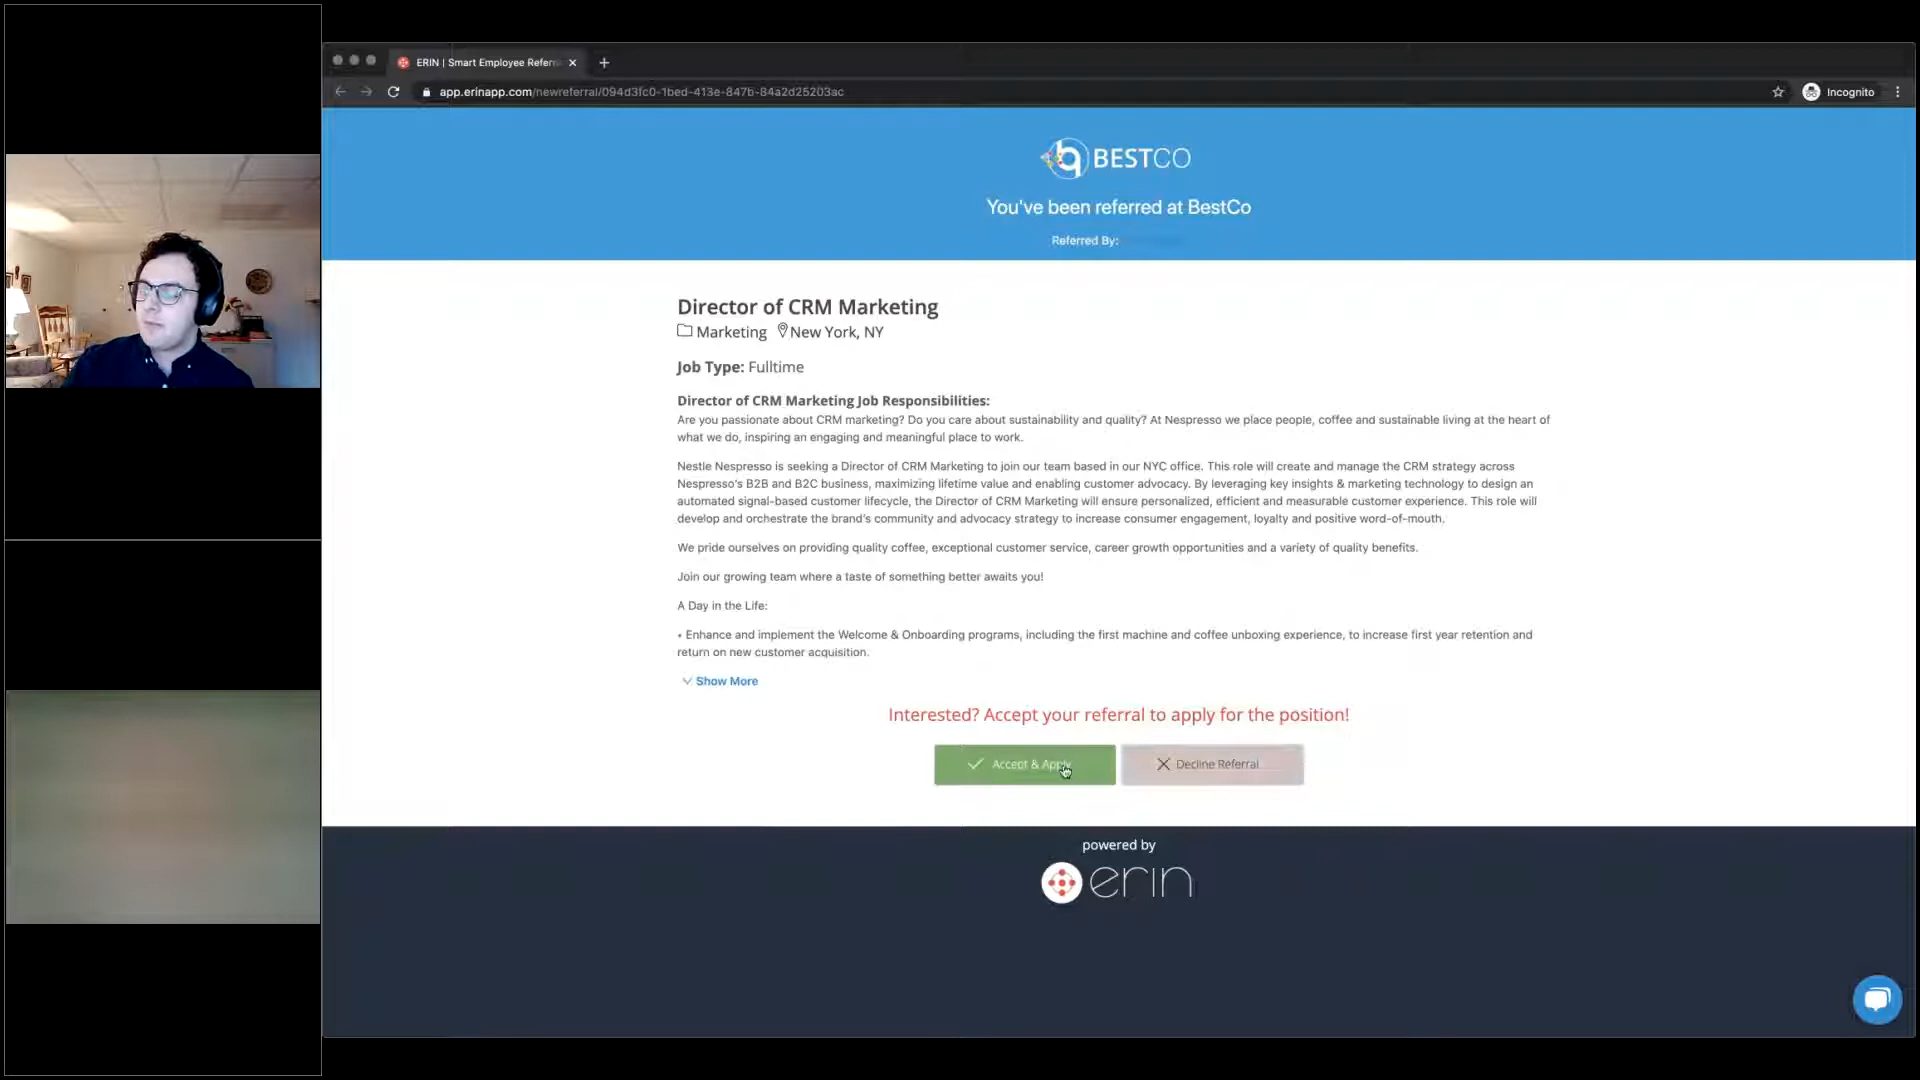 ERIN | Smart Employee Referr
app.erinapp.com/newreferral/094d3fc0-1bed-413e-847b-84a2d25203ac
Incognito
BESTCO
You've been referred at BestCo
Referred By:
Director of CRM Marketing
Marketing New York, NY
Job Type: Fulltime
Director of CRM Marketing Job Responsibilities:
Are you passionate about CRM marketing? Do you care about sustainability and quality? At Nespresso we place people, coffee and sustainable living at the heart of
what we do, inspiring an engaging and meaningful place to work.
Nestle Nespresso is seeking a Director of CRM Marketing to join our team based in our NYC office. This role will create and manage the CRM strategy across
Nespresso's B2B and B2C business, maximizing lifetime value and enabling customer advocacy. By leveraging key insights & marketing technology to design an
automated signal-based customer lifecycle, the Director of CRM Marketing will ensure personalized, efficient and measurable customer experience. This role will
develop and orchestrate the brand's community and advocacy strategy to increase consumer engagement, loyalty and positive word-of-mouth.
We pride ourselves on providing quality coffee, exceptional customer service, career growth opportunities and a variety of quality benefits.
Join our growing team where a taste of something better awaits you!
A Day in the Life:
• Enhance and implement the Welcome & Onboarding programs, including the first machine and coffee unboxing experience, to increase first year retention and
return on new customer acquisition.
Show More
Interested? Accept your referral to apply for the position!
Accept & Apply
Decline Referral
powered by
erin